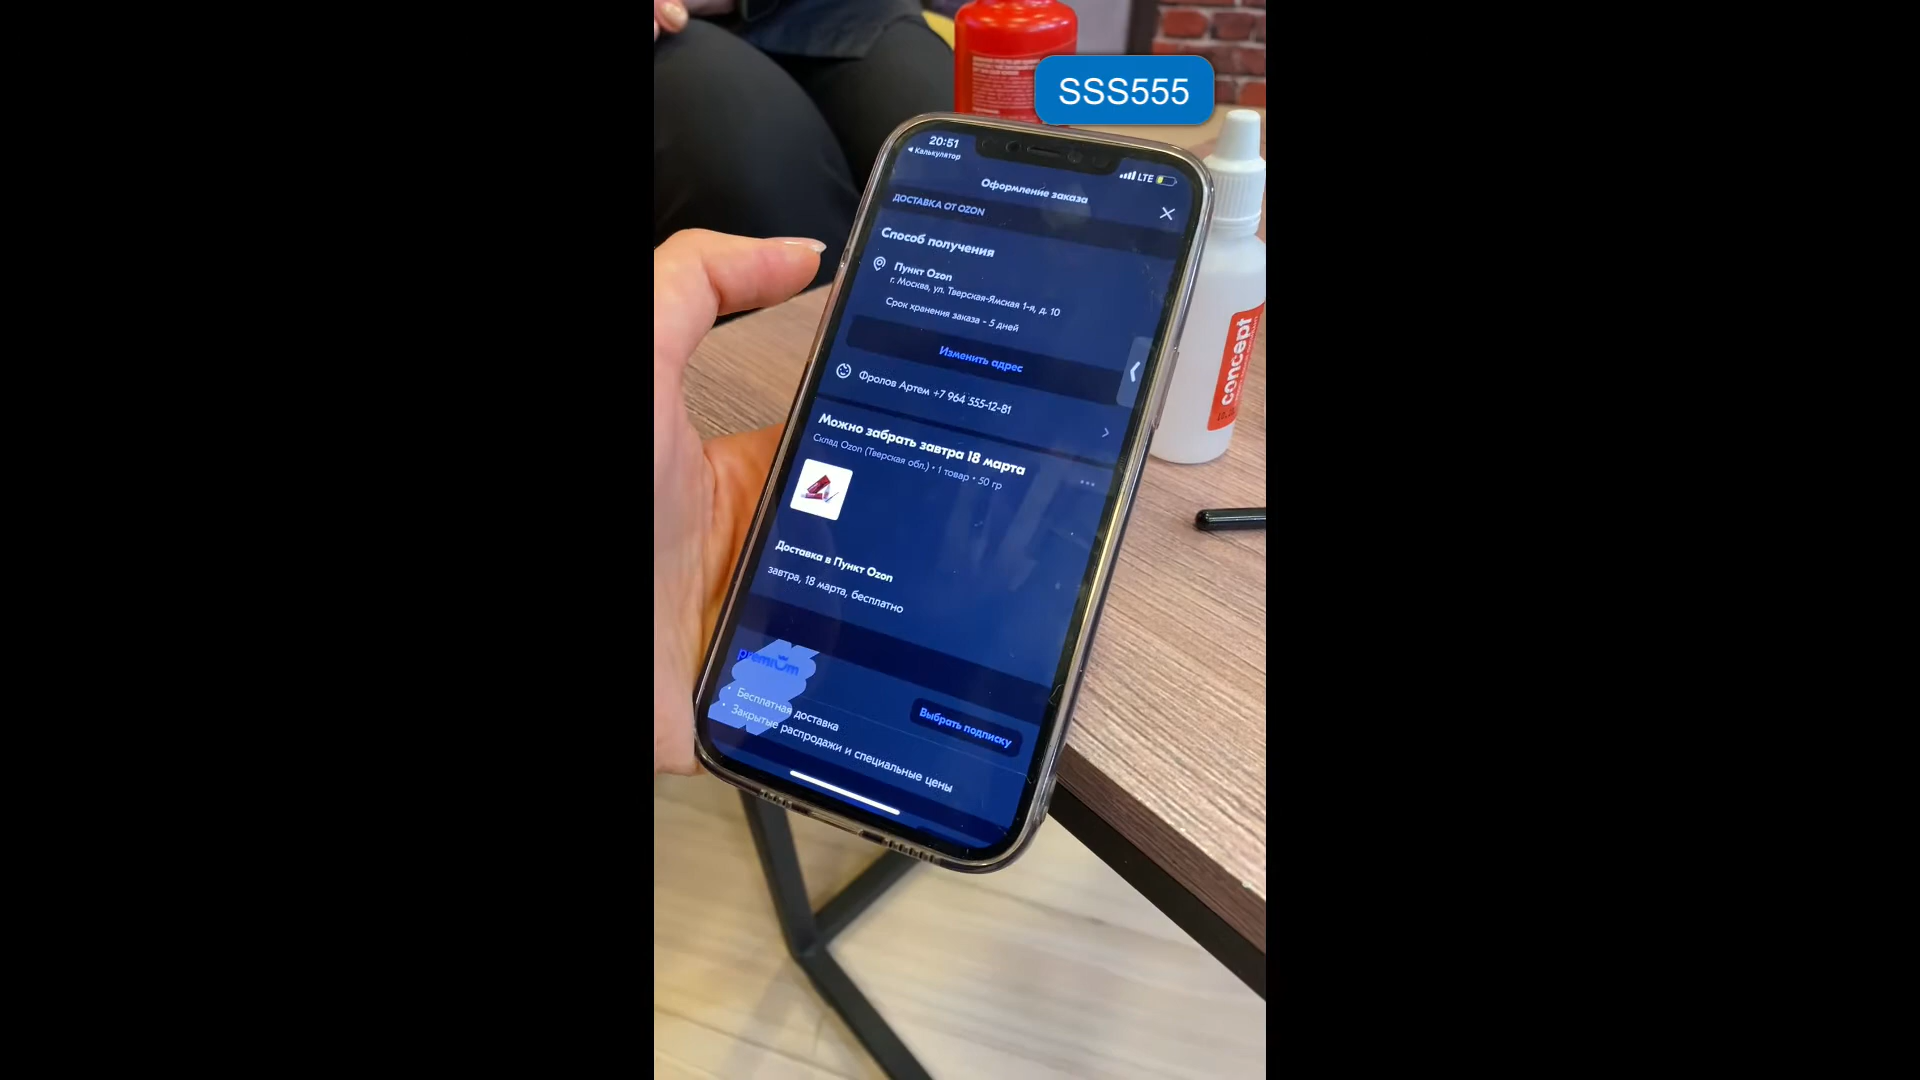 SSS555
20:51
Калькулятор
LTE
Оформление заказа
ДОСТАВКА ОТ OZON
Способ получения
Пункт Ozon
г. Москва, ул. Тверская-Ямская 1-я, д. 10
Срок хранения заказа - 5 дней
Изменить адрес
Фролов Артем +7 964 555-12-81
Можно забрать завтра 18 марта
Склад Ozon (Тверская обл.) • 1 товар • 50 гр
Доставка в Пункт Ozon
завтра, 18 марта, бесплатно
premium
• Бесплатная доставка
• Закрытые распродажи и специальные цены
Выбрать подписку
concept